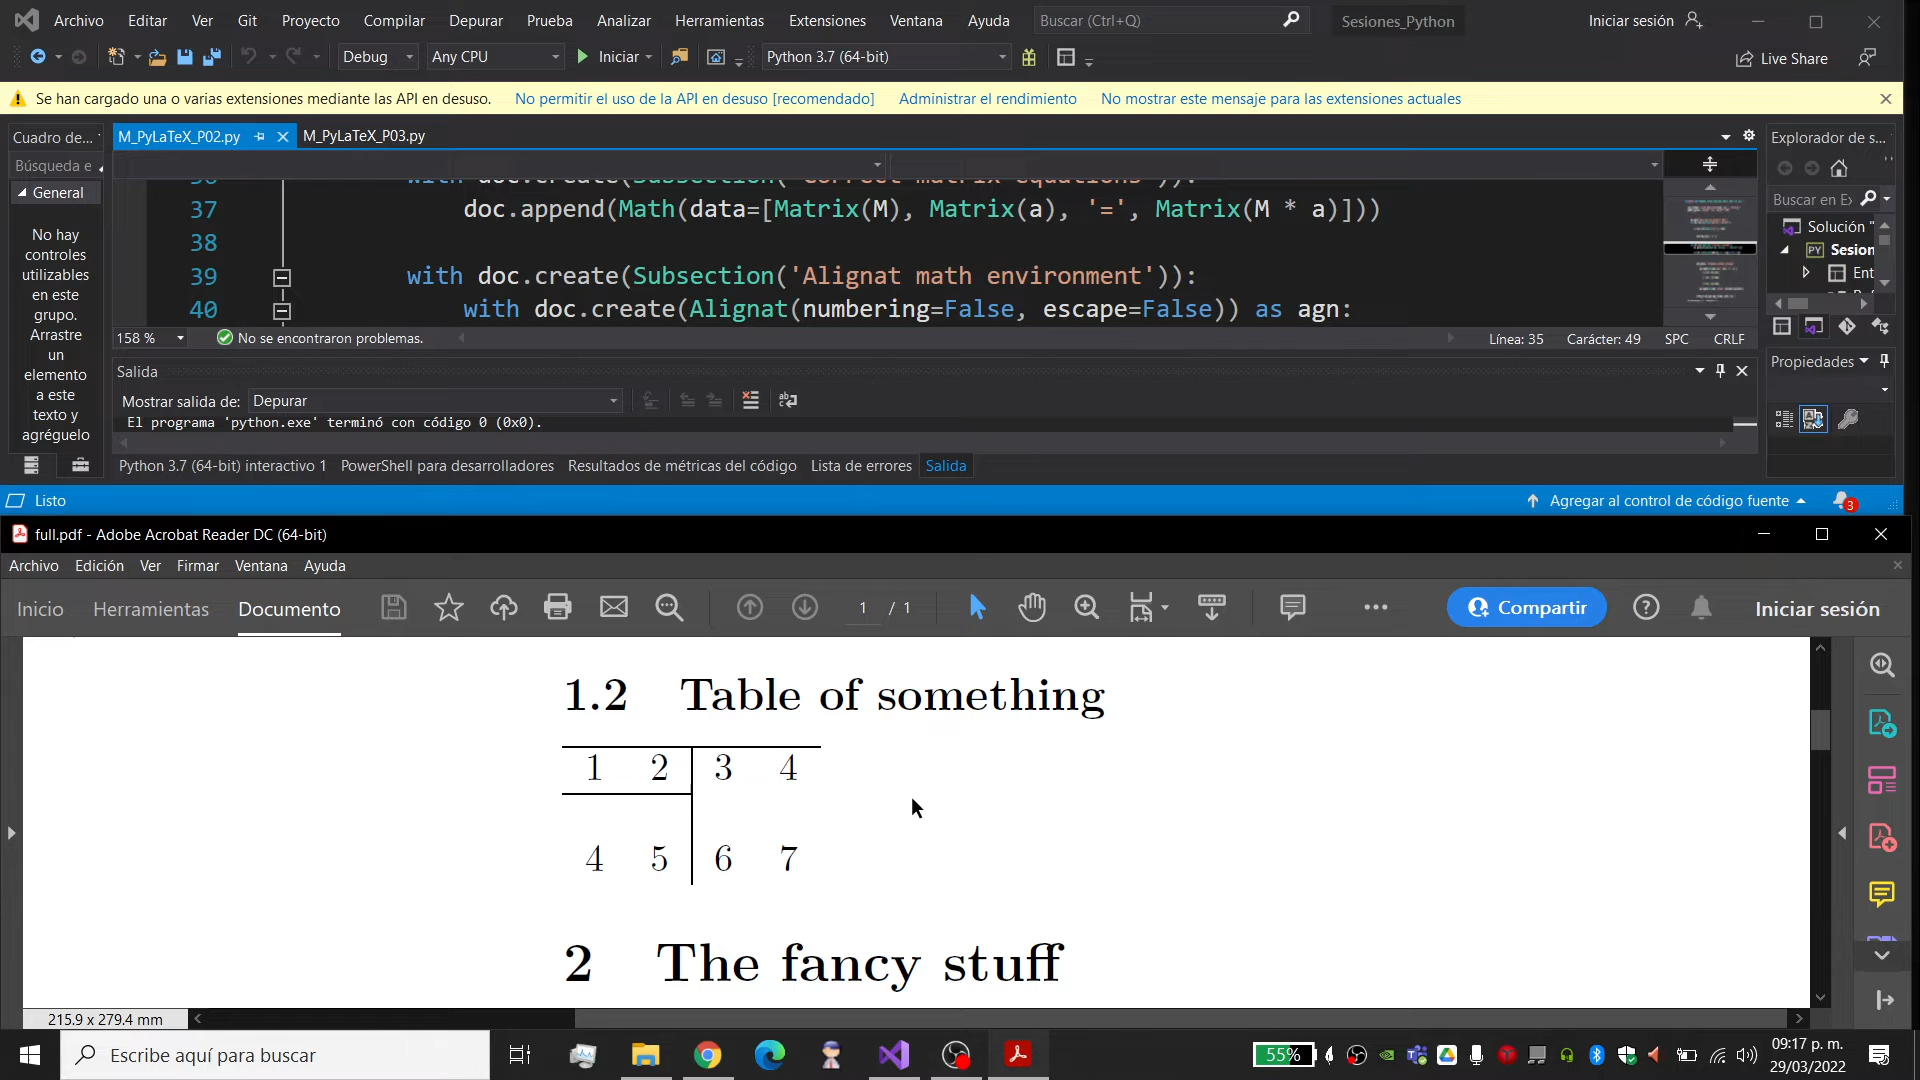 Archivo Editar Ver Git Proyecto Compilar Depurar Prueba Analizar Herramientas Extensiones Ventana Ayuda Buscar (Ctrl+Q) Sesiones_Python Iniciar sesión
Debug Any CPU Iniciar Python 3.7 (64-bit) Live Share
Se han cargado una o varias extensiones mediante las API en desuso. No permitir el uso de la API en desuso [recomendado] Administrar el rendimiento No mostrar este mensaje para las extensiones actuales
Cuadro de... M_PyLaTeX_P02.py M_PyLaTeX_P03.py Explorador de s...
Búsqueda e
General
No hay
controles
utilizables
en este
grupo.
Arrastre
un
elemento
a este
texto y
agréguelo
36 with doc.create(Subsection('Correct matrix equations')):
37 doc.append(Math(data=[Matrix(M), Matrix(a), '=', Matrix(M * a)]))
38
39 with doc.create(Subsection('Alignat math environment')):
40 with doc.create(Alignat(numbering=False, escape=False)) as agn:
158 % No se encontraron problemas. Línea: 35 Carácter: 49 SPC CRLF
Buscar en Ex
Solución "
PY Sesion
Ent
Propiedades
Salida
Mostrar salida de: Depurar
El programa 'python.exe' terminó con código 0 (0x0).
Python 3.7 (64-bit) interactivo 1 PowerShell para desarrolladores Resultados de métricas del código Lista de errores Salida
Listo Agregar al control de código fuente 3
full.pdf - Adobe Acrobat Reader DC (64-bit)
Archivo Edición Ver Firmar Ventana Ayuda
Inicio Herramientas Documento 1 / 1 Compartir Iniciar sesión
1.2 Table of something
1 2 3 4
4 5 6 7
2 The fancy stuff
215.9 x 279.4 mm
Escribe aquí para buscar 55% 09:17 p. m.
29/03/2022